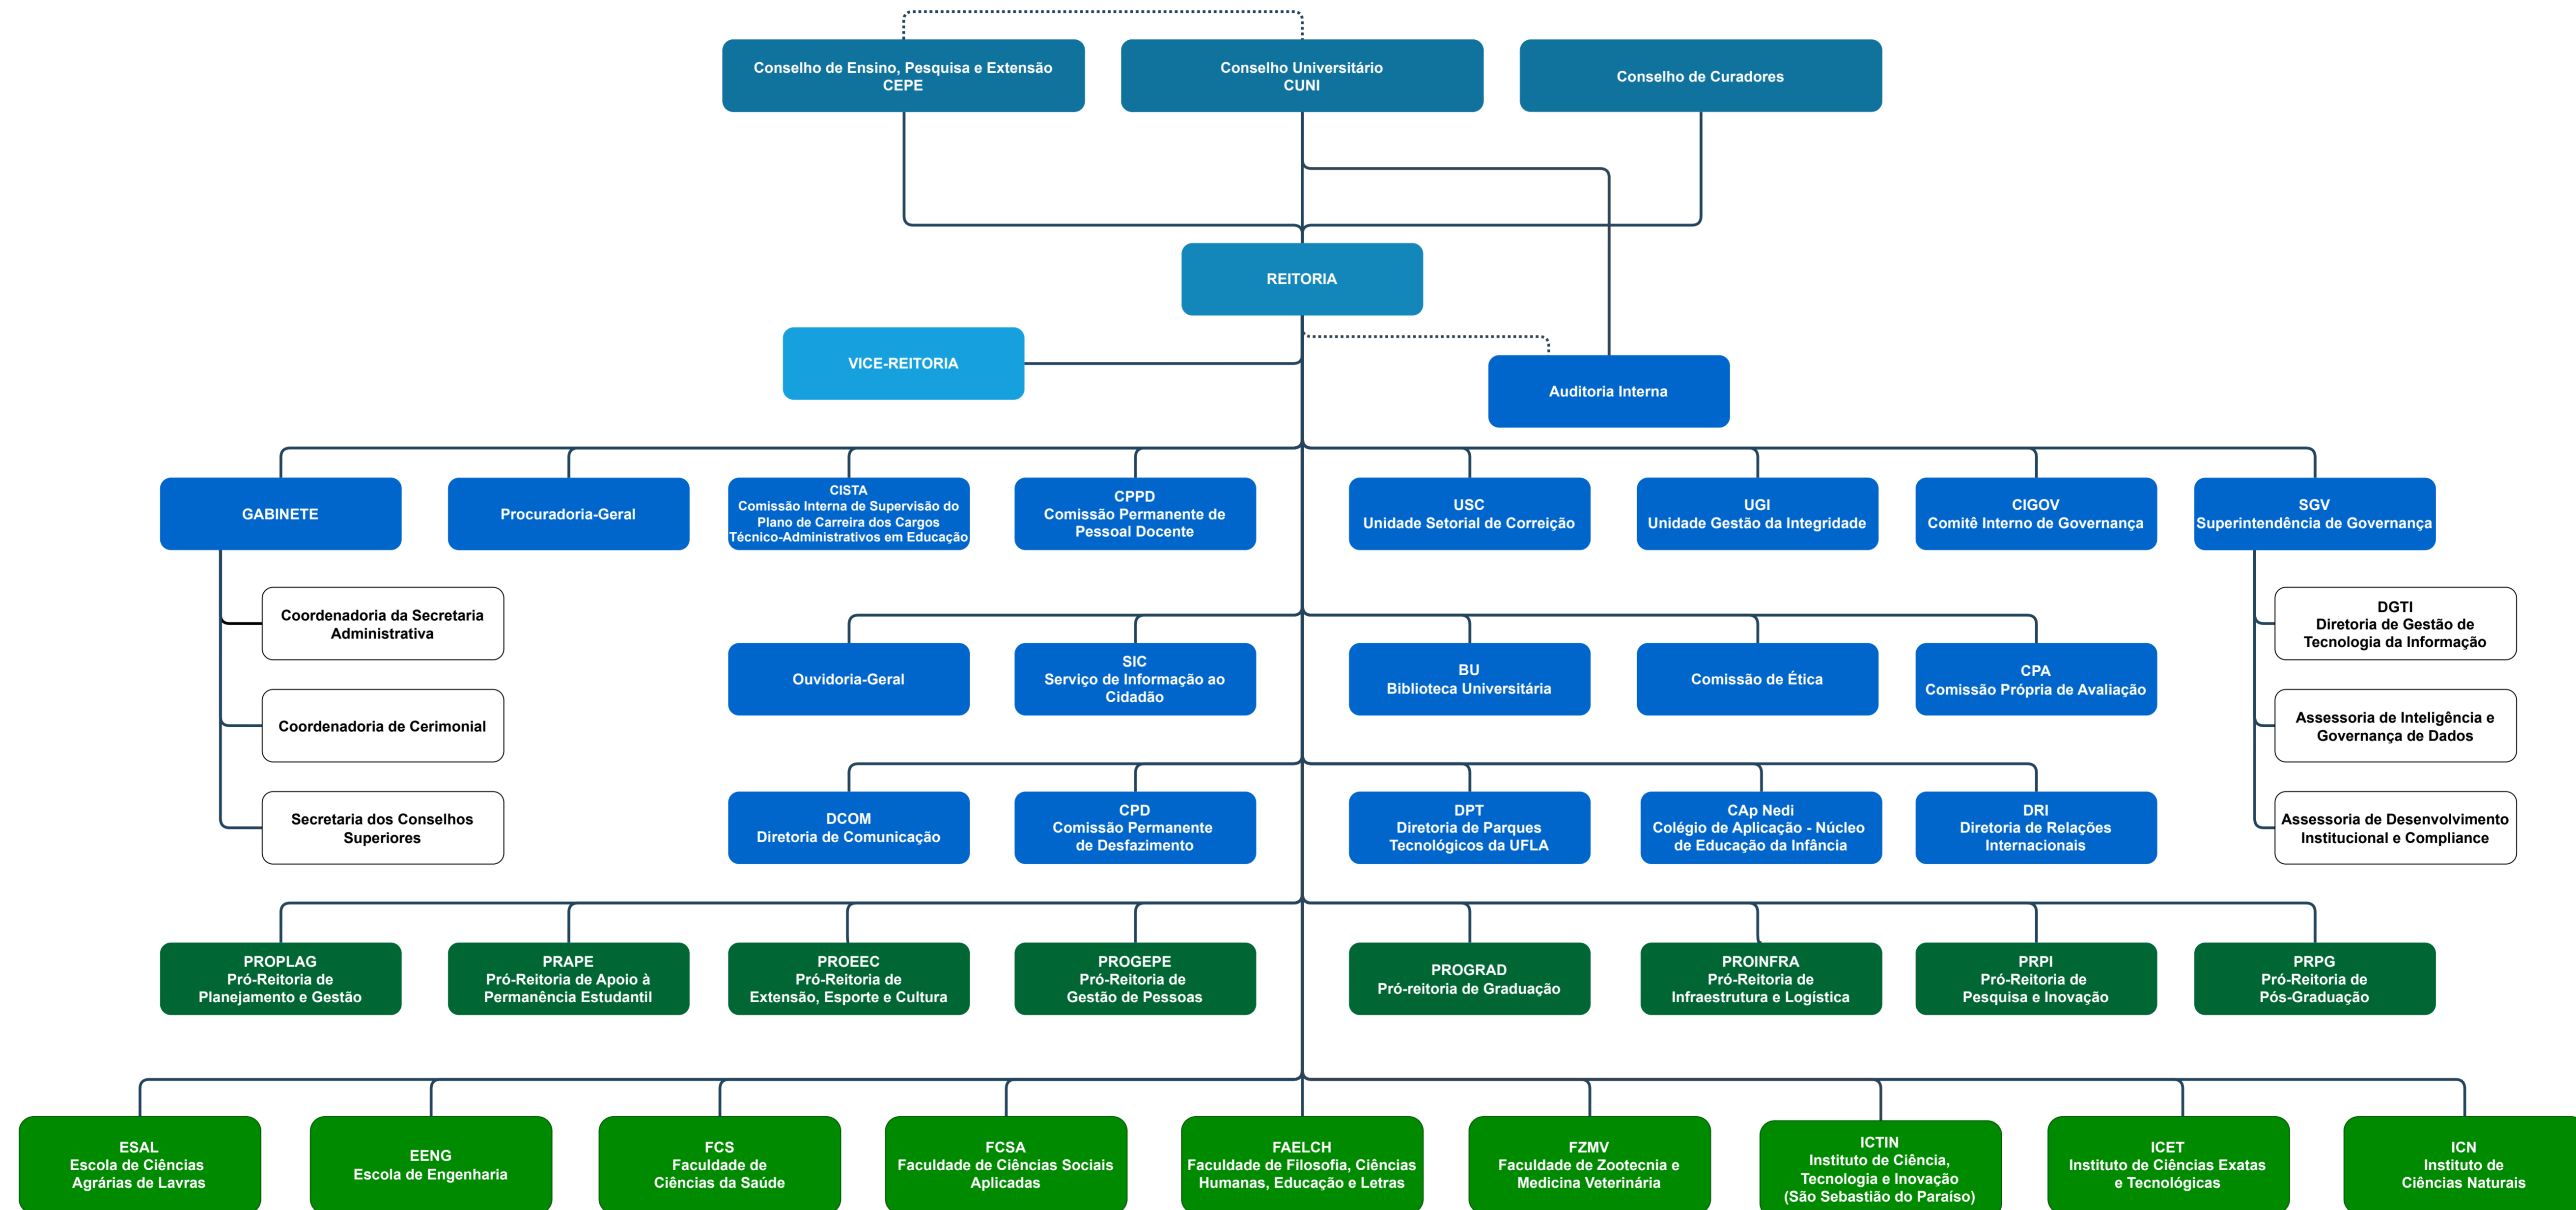 Conselho de Ensino, Pesquisa e Extensão
CEPE
Conselho Universitário
CUNI
Conselho de Curadores
REITORIA
VICE-REITORIA
Auditoria Interna
GABINETE
Procuradoria-Geral
CISTA
Comissão Interna de Supervisão do
Plano de Carreira dos Cargos
Técnico-Administrativos em Educação
CPPD
Comissão Permanente de
Pessoal Docente
USC
Unidade Setorial de Correição
UGI
Unidade Gestão da Integridade
CIGOV
Comitê Interno de Governança
SGV
Superintendência de Governança
Coordenadoria da Secretaria
Administrativa
Coordenadoria de Cerimonial
Secretaria dos Conselhos
Superiores
DGTI
Diretoria de Gestão de
Tecnologia da Informação
Assessoria de Inteligência e
Governança de Dados
Assessoria de Desenvolvimento
Institucional e Compliance
Ouvidoria-Geral
SIC
Serviço de Informação ao
Cidadão
BU
Biblioteca Universitária
Comissão de Ética
CPA
Comissão Própria de Avaliação
DCOM
Diretoria de Comunicação
CPD
Comissão Permanente
de Desfazimento
DPT
Diretoria de Parques
Tecnológicos da UFLA
CAp Nedi
Colégio de Aplicação - Núcleo
de Educação da Infância
DRI
Diretoria de Relações
Internacionais
PROPLAG
Pró-Reitoria de
Planejamento e Gestão
PRAPE
Pró-Reitoria de Apoio à
Permanência Estudantil
PROEEC
Pró-Reitoria de
Extensão, Esporte e Cultura
PROGEPE
Pró-Reitoria de
Gestão de Pessoas
PROGRAD
Pró-reitoria de Graduação
PROINFRA
Pró-Reitoria de
Infraestrutura e Logística
PRPI
Pró-Reitoria de
Pesquisa e Inovação
PRPG
Pró-Reitoria de
Pós-Graduação
ESAL
Escola de Ciências
Agrárias de Lavras
EENG
Escola de Engenharia
FCS
Faculdade de
Ciências da Saúde
FCSA
Faculdade de Ciências Sociais
Aplicadas
FAELCH
Faculdade de Filosofia, Ciências
Humanas, Educação e Letras
FZMV
Faculdade de Zootecnia e
Medicina Veterinária
ICTIN
Instituto de Ciência,
Tecnologia e Inovação
(São Sebastião do Paraíso)
ICET
Instituto de Ciências Exatas
e Tecnológicas
ICN
Instituto de
Ciências Naturais